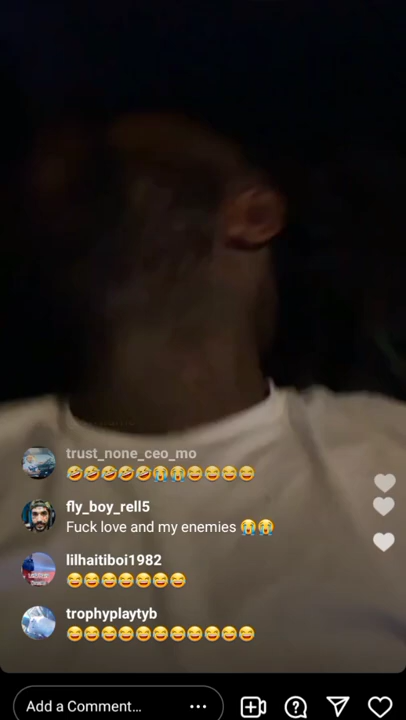 trust_none_ceo_mo
🤣🤣🤣🤣🤣😭😭😂😂😂😂
fly_boy_rell5
Fuck love and my enemies 😭😭
lilhaitiboi1982
😂😂😂😂😂😂😂
trophyplaytyb
😂😂😂😂😂😂😂😂😂😂😂
Add a Comment...